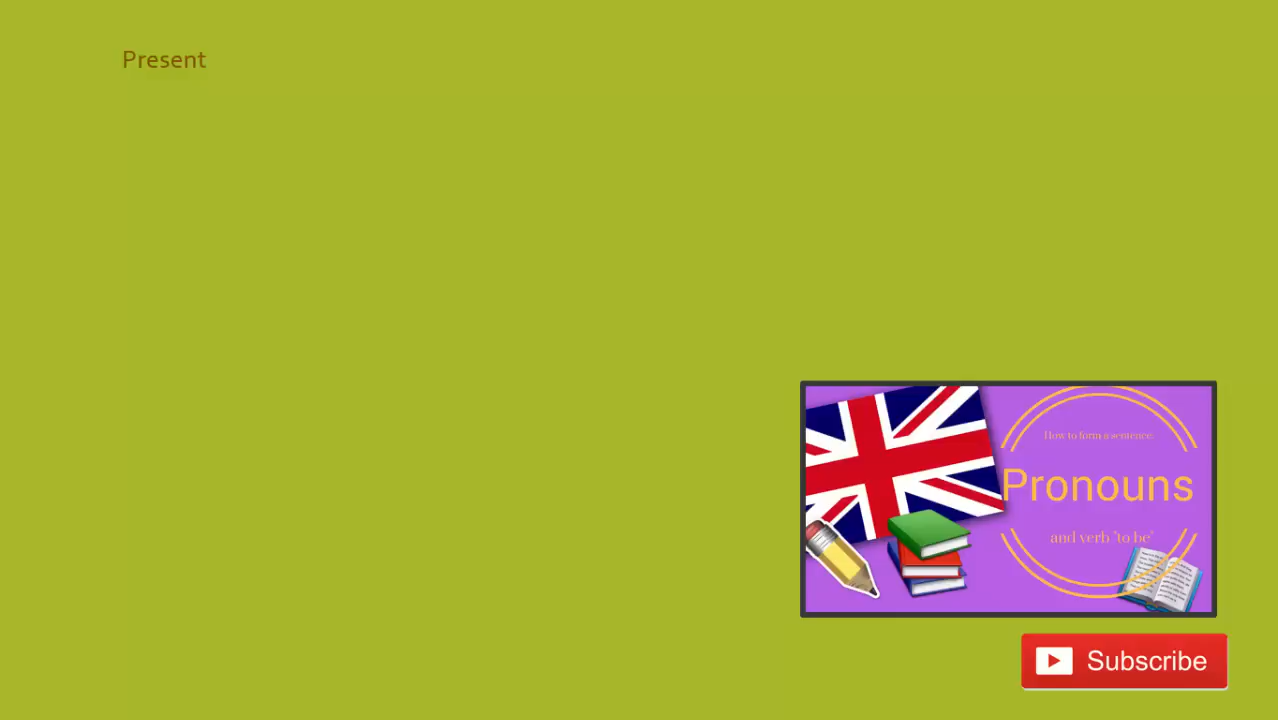 Present
How to form a sentence:
Pronouns
and verb "to be"
Subscribe